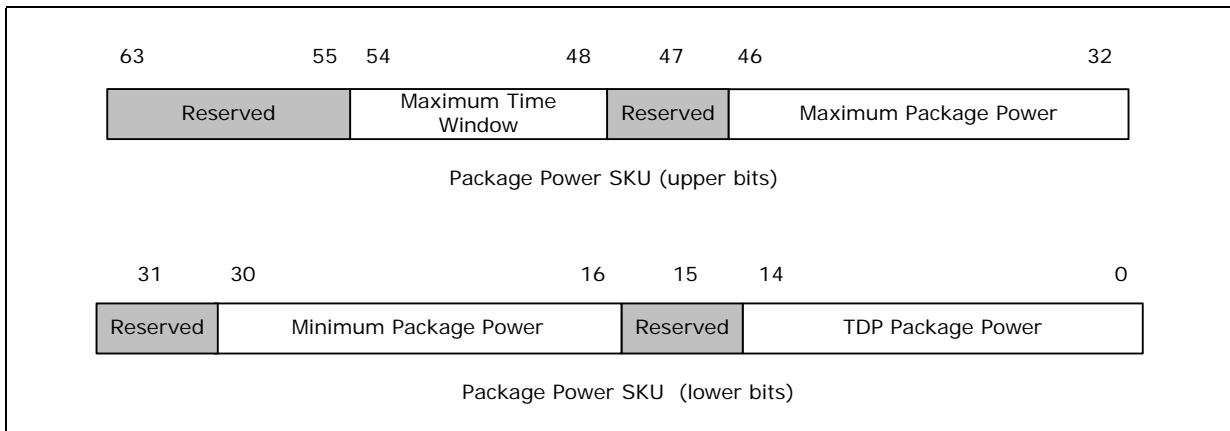 63 55 54 48 47 46 32
Reserved Maximum Time Window Reserved Maximum Package Power
Package Power SKU (upper bits)
31 30 16 15 14 0
Reserved Minimum Package Power Reserved TDP Package Power
Package Power SKU (lower bits)